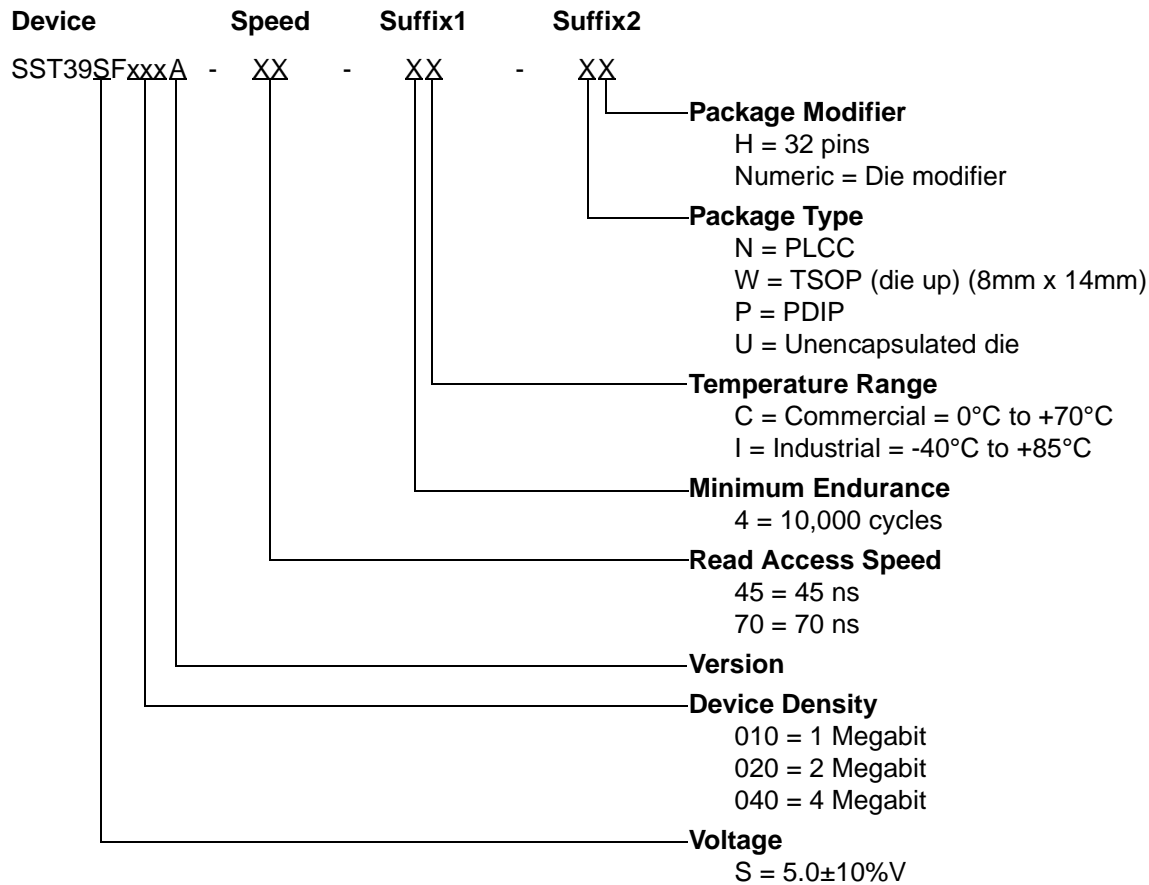 Device Speed Suffix1 Suffix2
SST39SFxxxA - XX - XX - XX
Package Modifier
H = 32 pins
Numeric = Die modifier
Package Type
N = PLCC
W = TSOP (die up) (8mm x 14mm)
P = PDIP
U = Unencapsulated die
Temperature Range
C = Commercial = 0°C to +70°C
I = Industrial = -40°C to +85°C
Minimum Endurance
4 = 10,000 cycles
Read Access Speed
45 = 45 ns
70 = 70 ns
Version
Device Density
010 = 1 Megabit
020 = 2 Megabit
040 = 4 Megabit
Voltage
S = 5.0±10%V